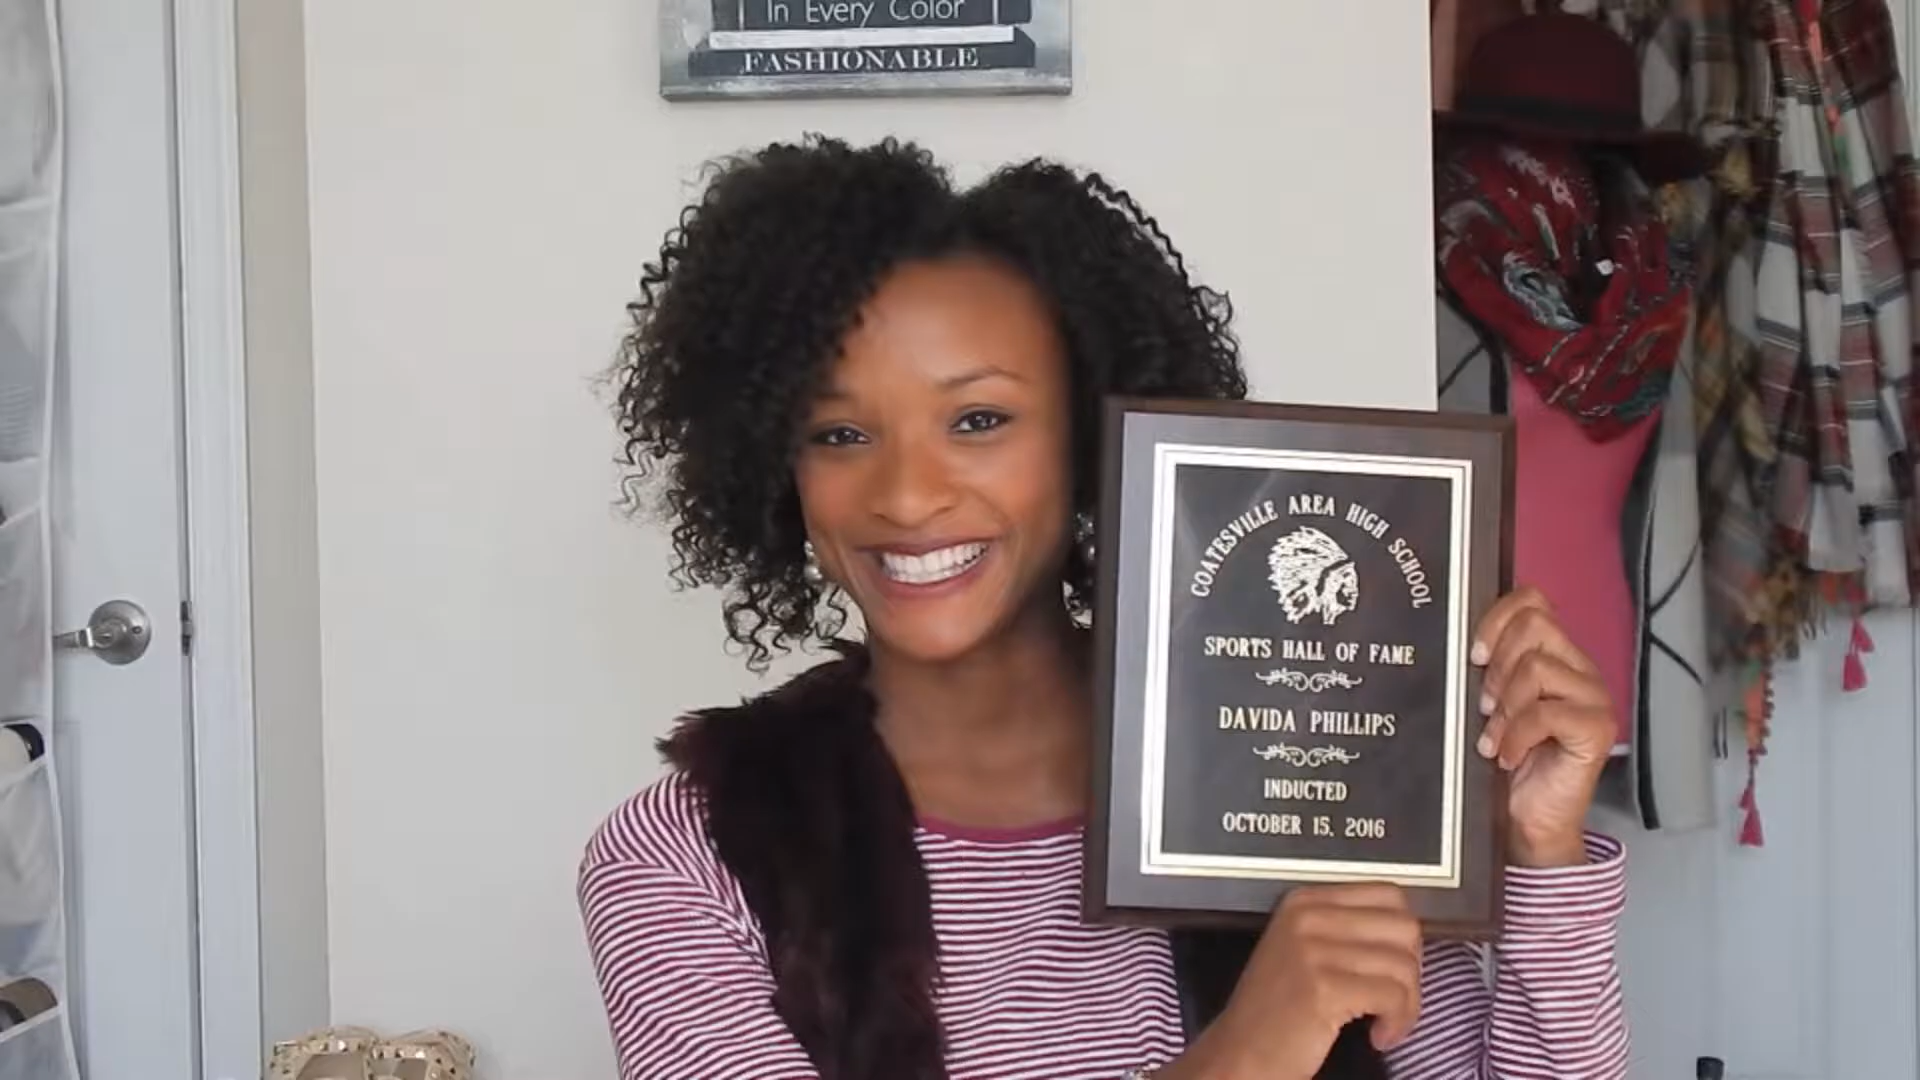 In Every Color
FASHIONABLE
COATESVILLE AREA HIGH SCHOOL
SPORTS HALL OF FAME
DAVIDA PHILLIPS
INDUCTED
OCTOBER 15, 2016